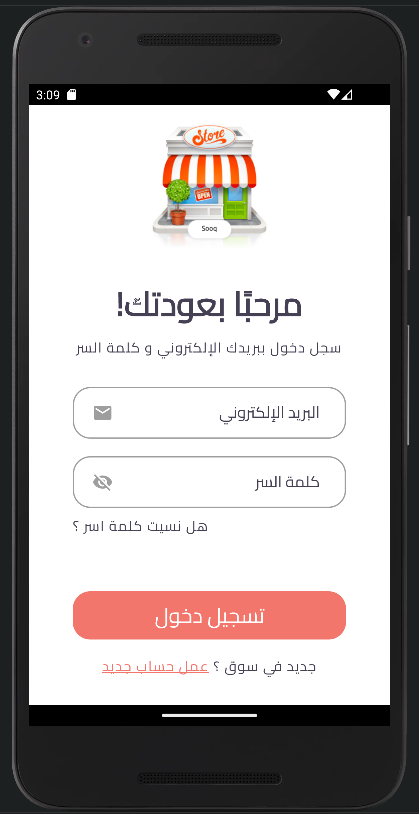 3:09
Store
OPEN
Sooq
مرحبًا بعودتك!
سجل دخول ببريدك الإلكتروني و كلمة السر
البريد الإلكتروني
كلمة السر
هل نسيت كلمة اسر ؟
تسجيل دخول
جديد في سوق ؟ عمل حساب جديد